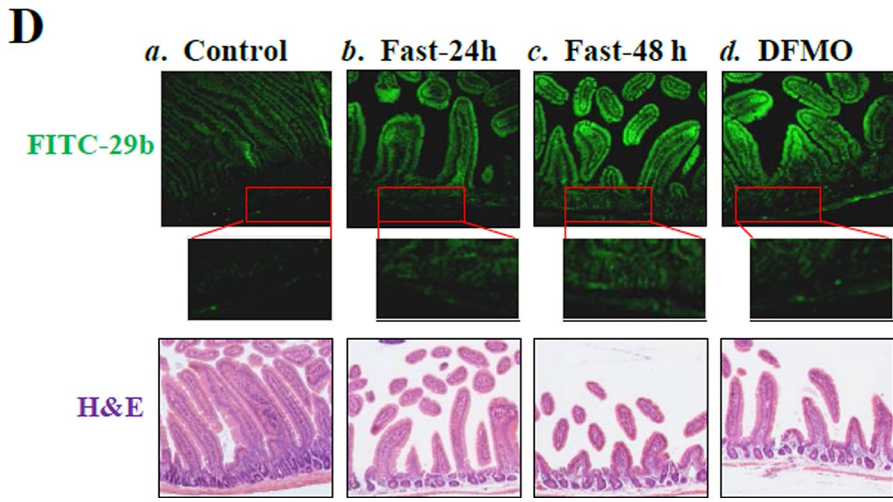 D
a. Control
b. Fast-24h
c. Fast-48 h
d. DFMO
FITC-29b
H&E